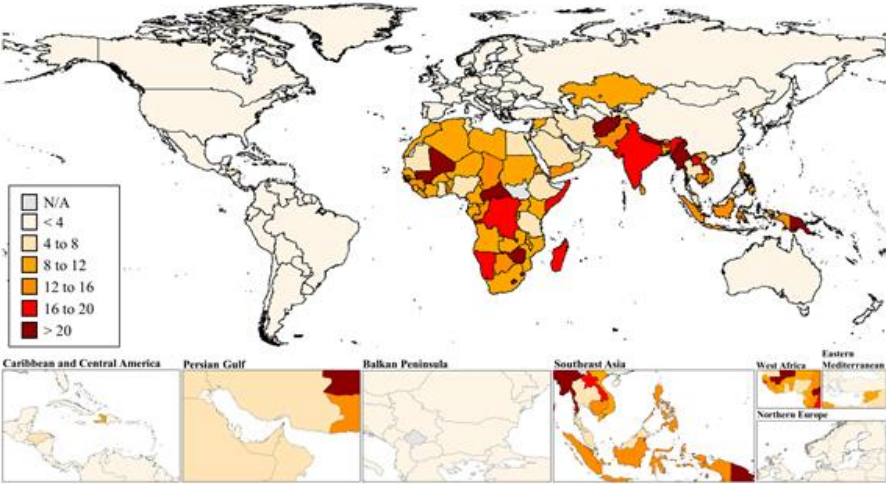 N/A
< 4
4 to 8
8 to 12
12 to 16
16 to 20
> 20
Caribbean and Central America
Persian Gulf
Balkan Peninsula
Southeast Asia
West Africa
Eastern
Mediterranean
Northern Europe